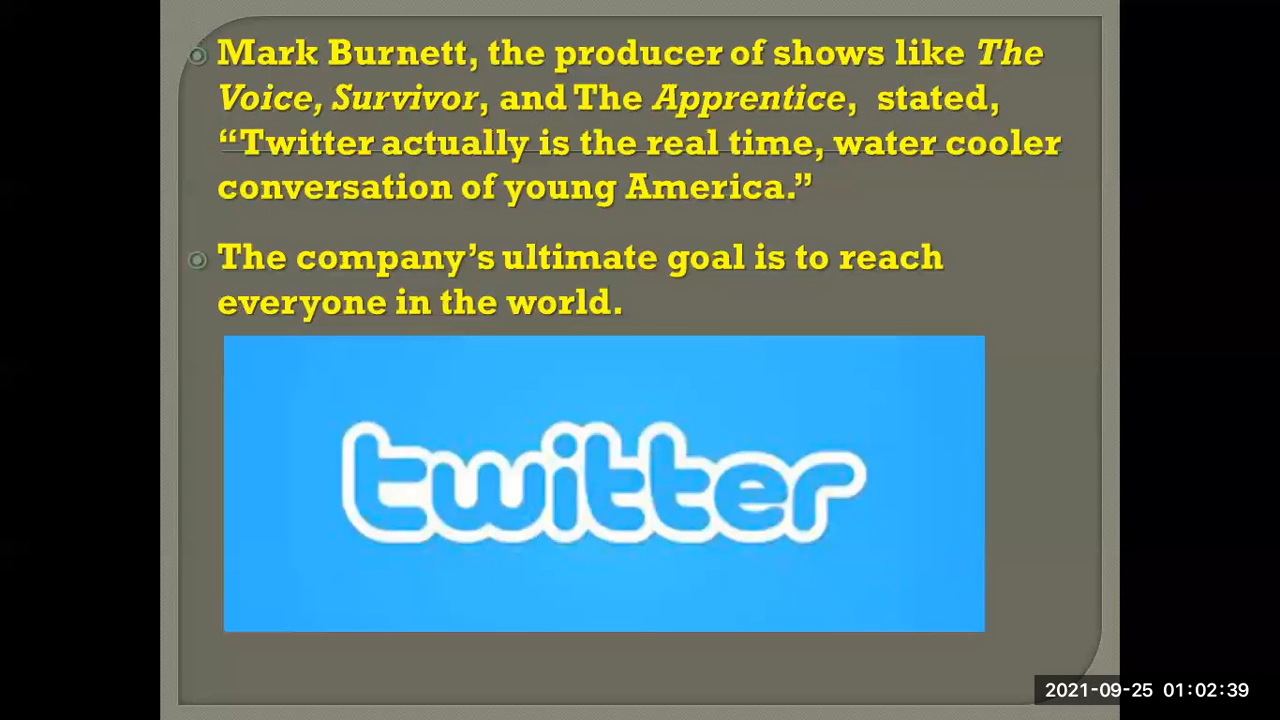 Mark Burnett, the producer of shows like The
Voice, Survivor, and The Apprentice, stated,
“Twitter actually is the real time, water cooler
conversation of young America.”
The company’s ultimate goal is to reach
everyone in the world.
twitter
2021-09-25 01:02:39